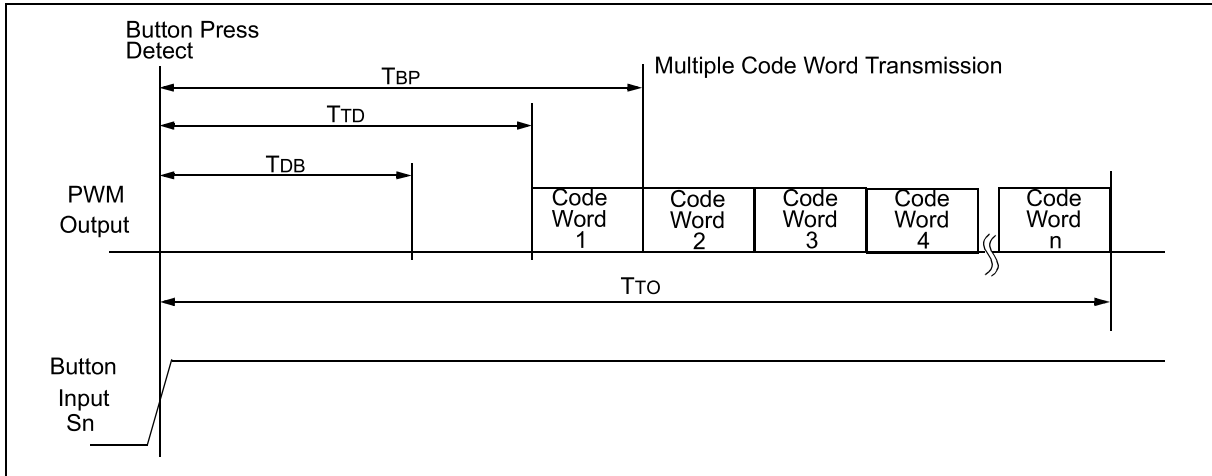 Button Press
Detect
TBP
Multiple Code Word Transmission
TTD
TDB
PWM
Output
Code
Word
1
Code
Word
2
Code
Word
3
Code
Word
4
Code
Word
n
TTO
Button
Input
Sn